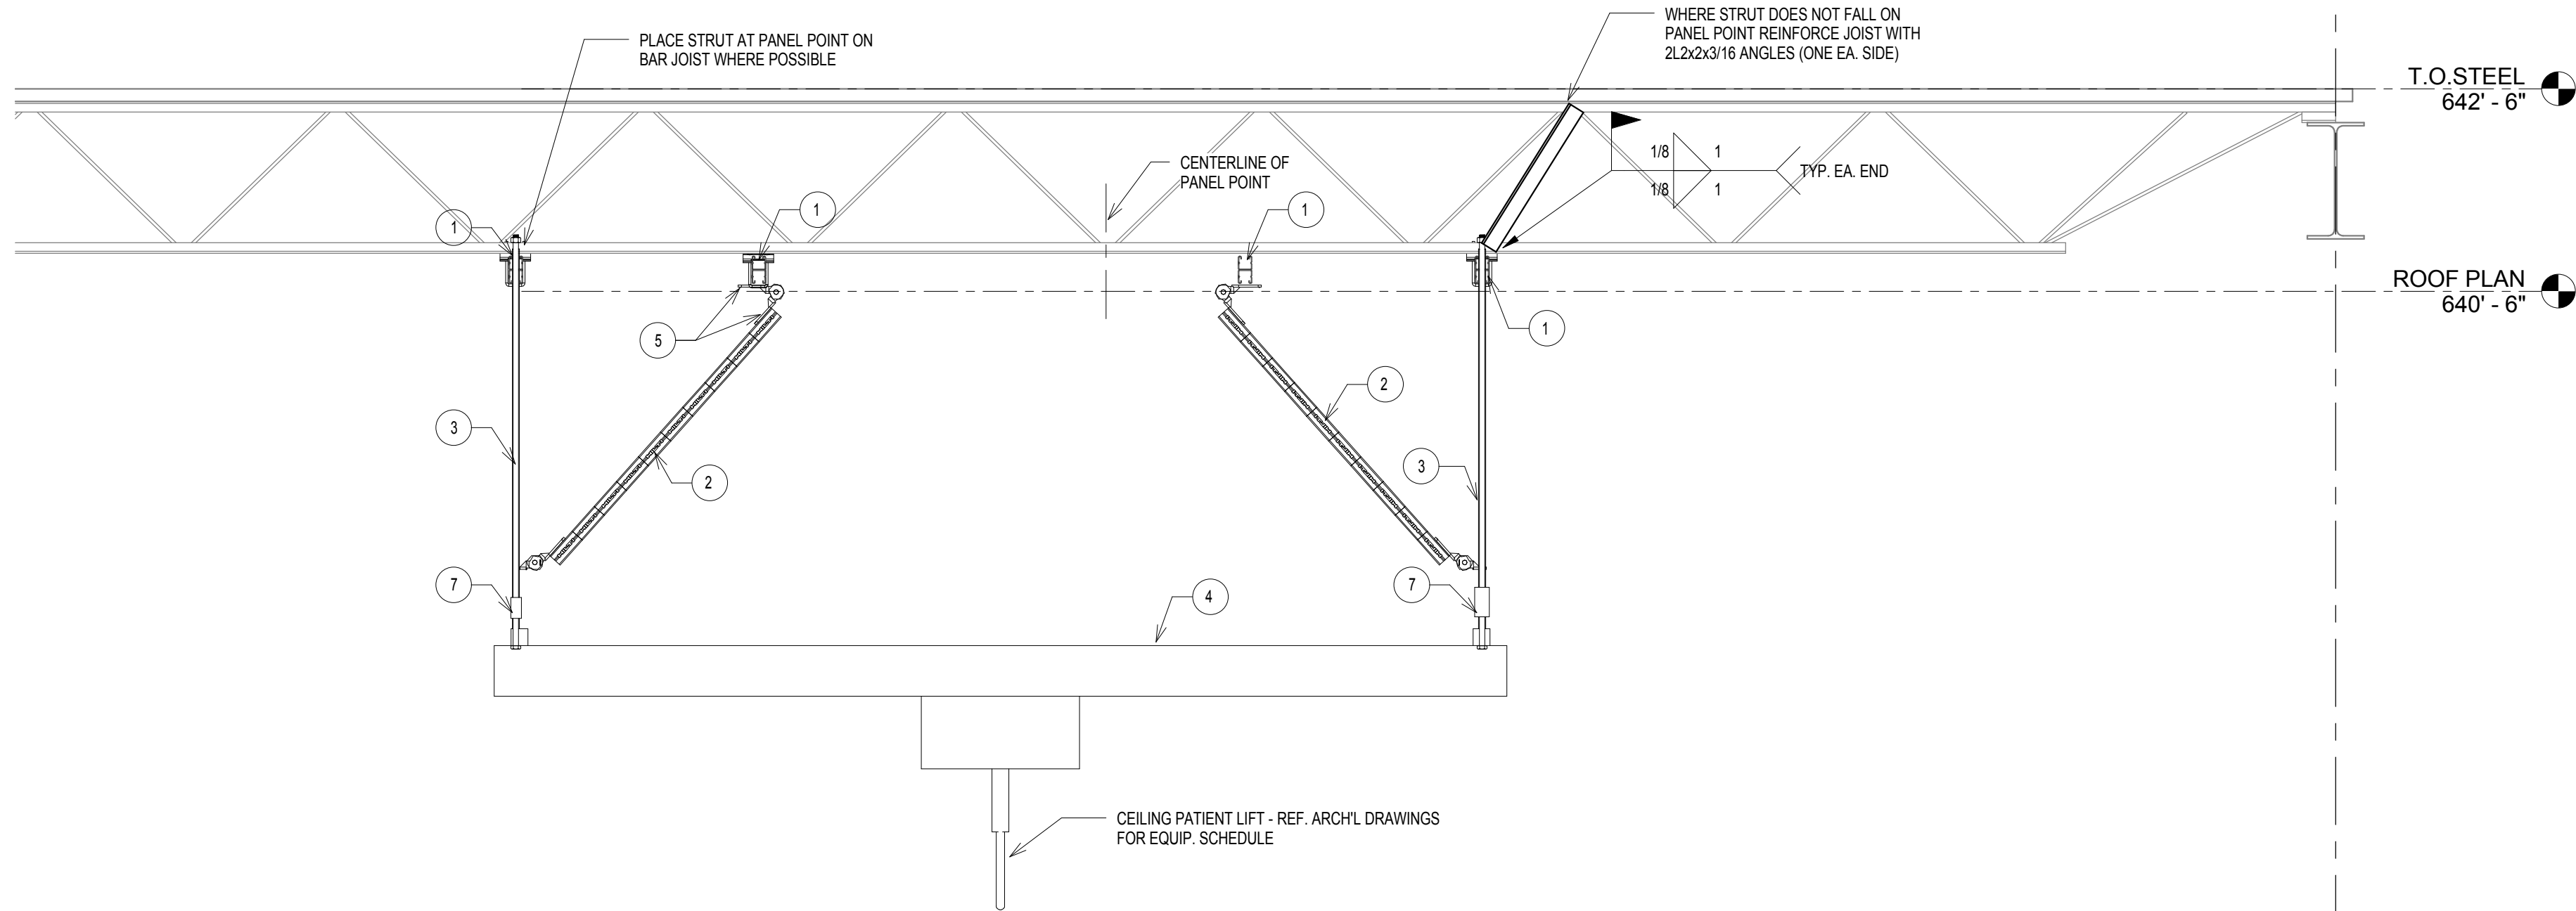 WHERE STRUT DOES NOT FALL ON
PANEL POINT REINFORCE JOIST WITH
2L2x2x3/16 ANGLES (ONE EA. SIDE)
PLACE STRUT AT PANEL POINT ON
BAR JOIST WHERE POSSIBLE
T.O.STEEL
642' - 6"
CENTERLINE OF
PANEL POINT
1/8 1
1/8 1
TYP. EA. END
1
1
1
ROOF PLAN
640' - 6"
1
5
2
3
2
3
7
7
4
CEILING PATIENT LIFT - REF. ARCH'L DRAWINGS
FOR EQUIP. SCHEDULE